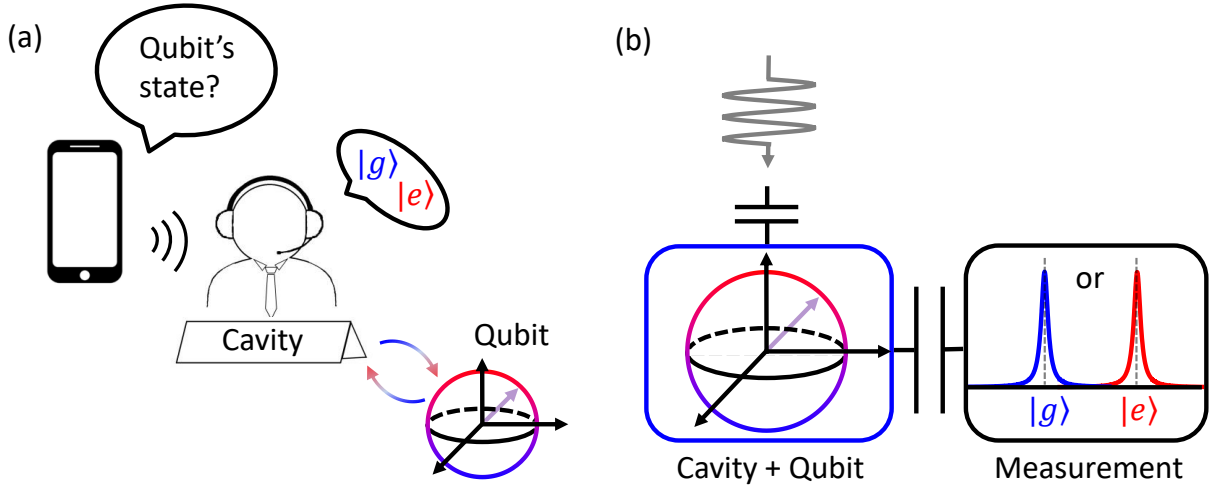 (a)
Qubit's
state?
|g⟩
|e⟩
Cavity
Qubit
(b)
or
|g⟩ |e⟩
Cavity + Qubit
Measurement